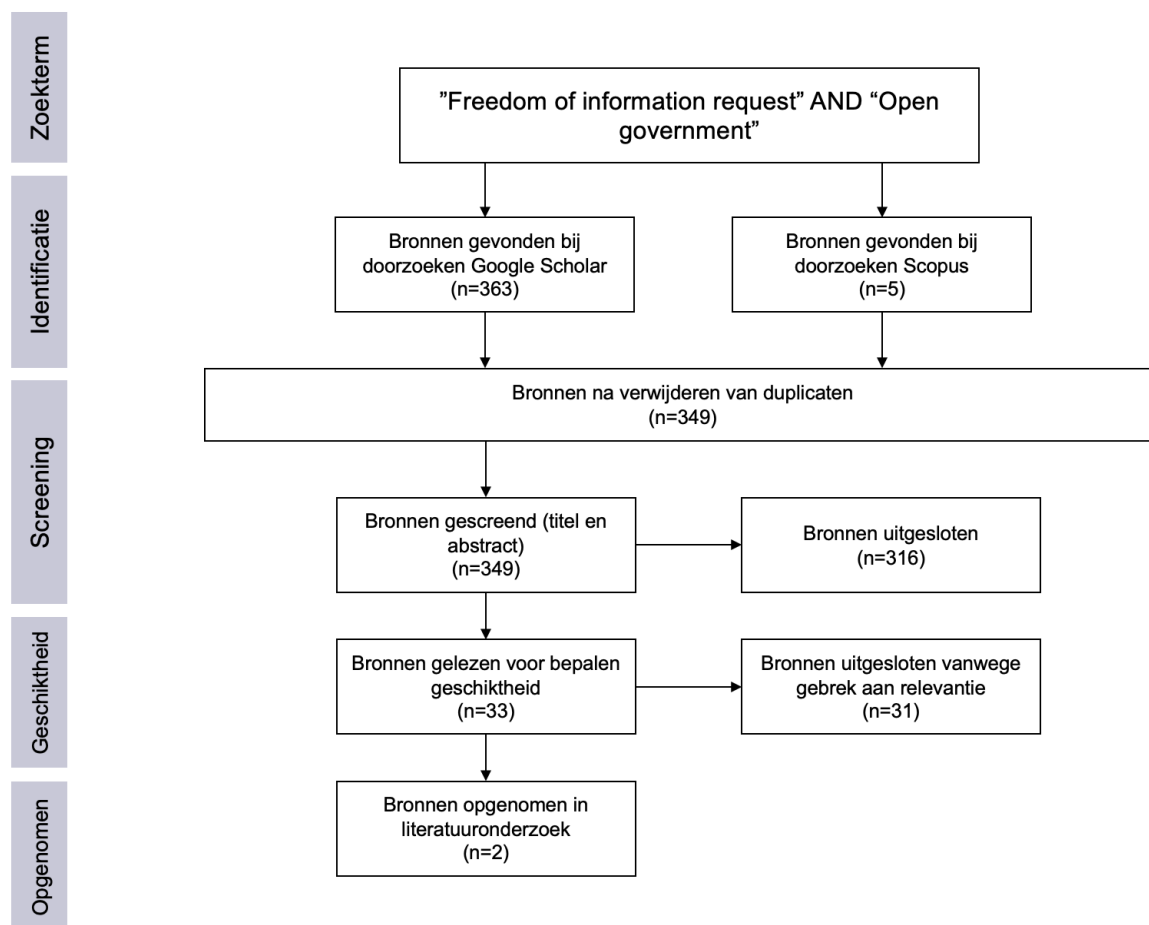 Zoekterm
”Freedom of information request” AND “Open
government”
Identificatie
Bronnen gevonden bij
doorzoeken Google Scholar
(n=363)
Bronnen gevonden bij
doorzoeken Scopus
(n=5)
Screening
Bronnen na verwijderen van duplicaten
(n=349)
Bronnen gescreend (titel en
abstract)
(n=349)
Bronnen uitgesloten
(n=316)
Geschiktheid
Bronnen gelezen voor bepalen
geschiktheid
(n=33)
Bronnen uitgesloten vanwege
gebrek aan relevantie
(n=31)
Opgenomen
Bronnen opgenomen in
literatuuronderzoek
(n=2)